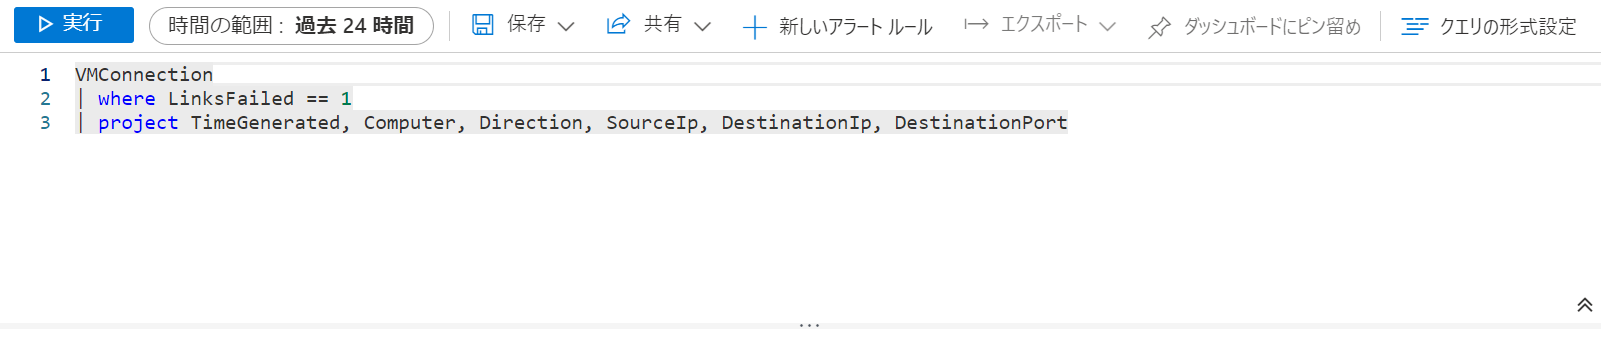 実行 時間の範囲 : 過去 24 時間 保存 共有 新しいアラート ルール エクスポート ダッシュボードにピン留め クエリの形式設定
1 VMConnection
2 | where LinksFailed == 1
3 | project TimeGenerated, Computer, Direction, SourceIp, DestinationIp, DestinationPort